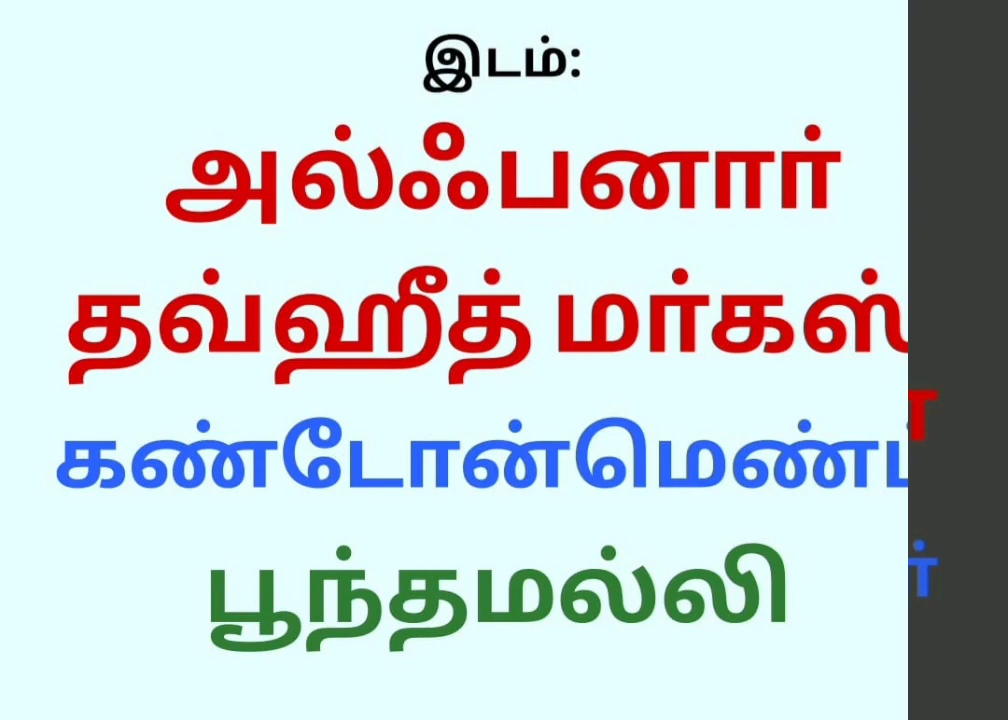 இடம்:
அல்ஃபனார்
தவ்ஹீத் மர்கஸ்
கண்டோன்மெண்ட்
பூந்தமல்லி